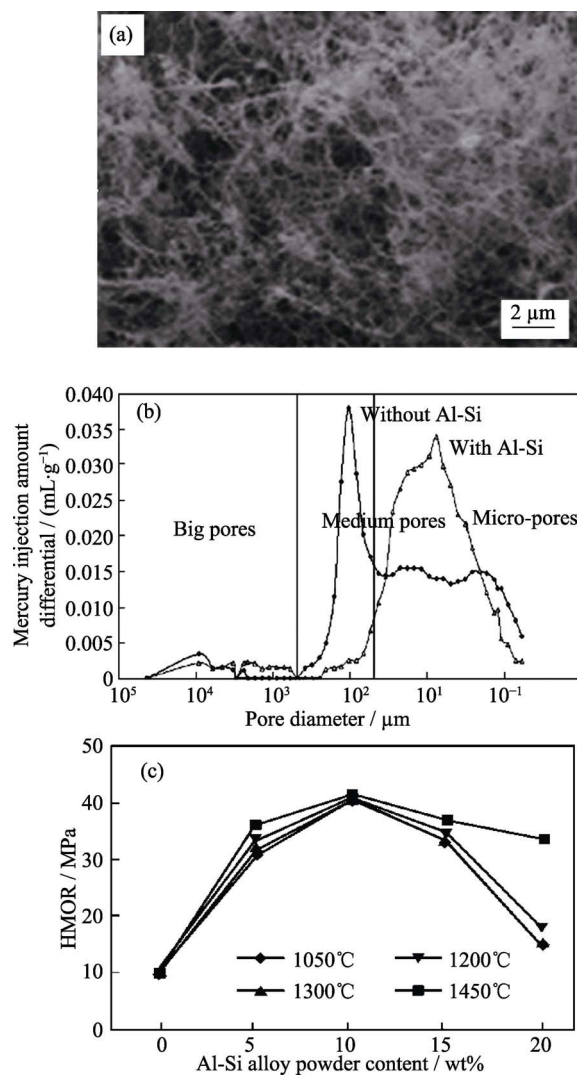 (a)
2 μm
(b)
Without Al-Si
With Al-Si
Big pores
Medium pores
Micro-pores
0.040
0.035
0.030
0.025
0.020
0.015
0.010
0.005
0
Mercury injection amount
differential / (mL·g⁻¹)
10⁵ 10⁴ 10³ 10² 10¹ 10⁻¹
Pore diameter / μm
(c)
50
40
30
20
10
0
HMOR / MPa
1050℃ 1200℃
1300℃ 1450℃
0 5 10 15 20
Al-Si alloy powder content / wt%